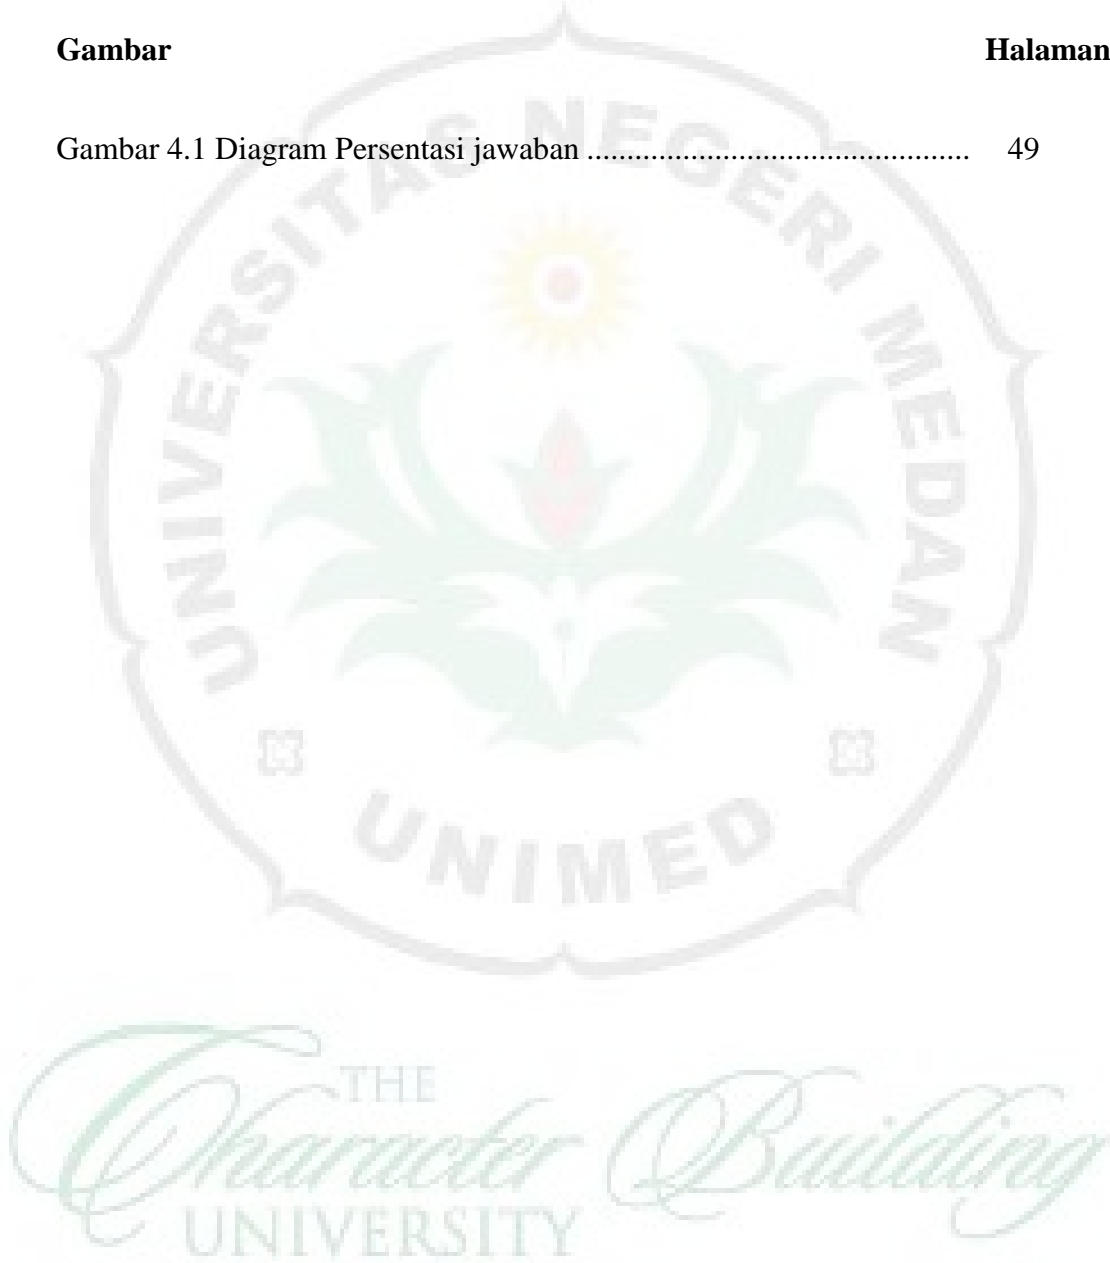 Gambar Halaman
Gambar 4.1 Diagram Persentasi jawaban ................................................ 49
UNIVERSITAS NEGERI MEDAN
UNIMED
THE
Character Building
UNIVERSITY